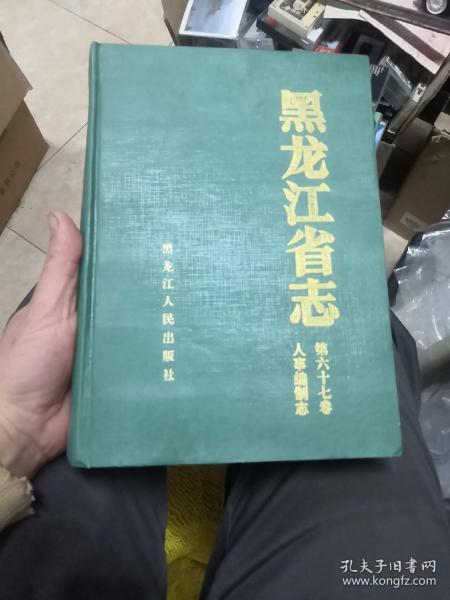 黑龙江省志
第六十七卷
人事编制志
黑龙江人民出版社
孔夫子旧书网
www.kongfz.com